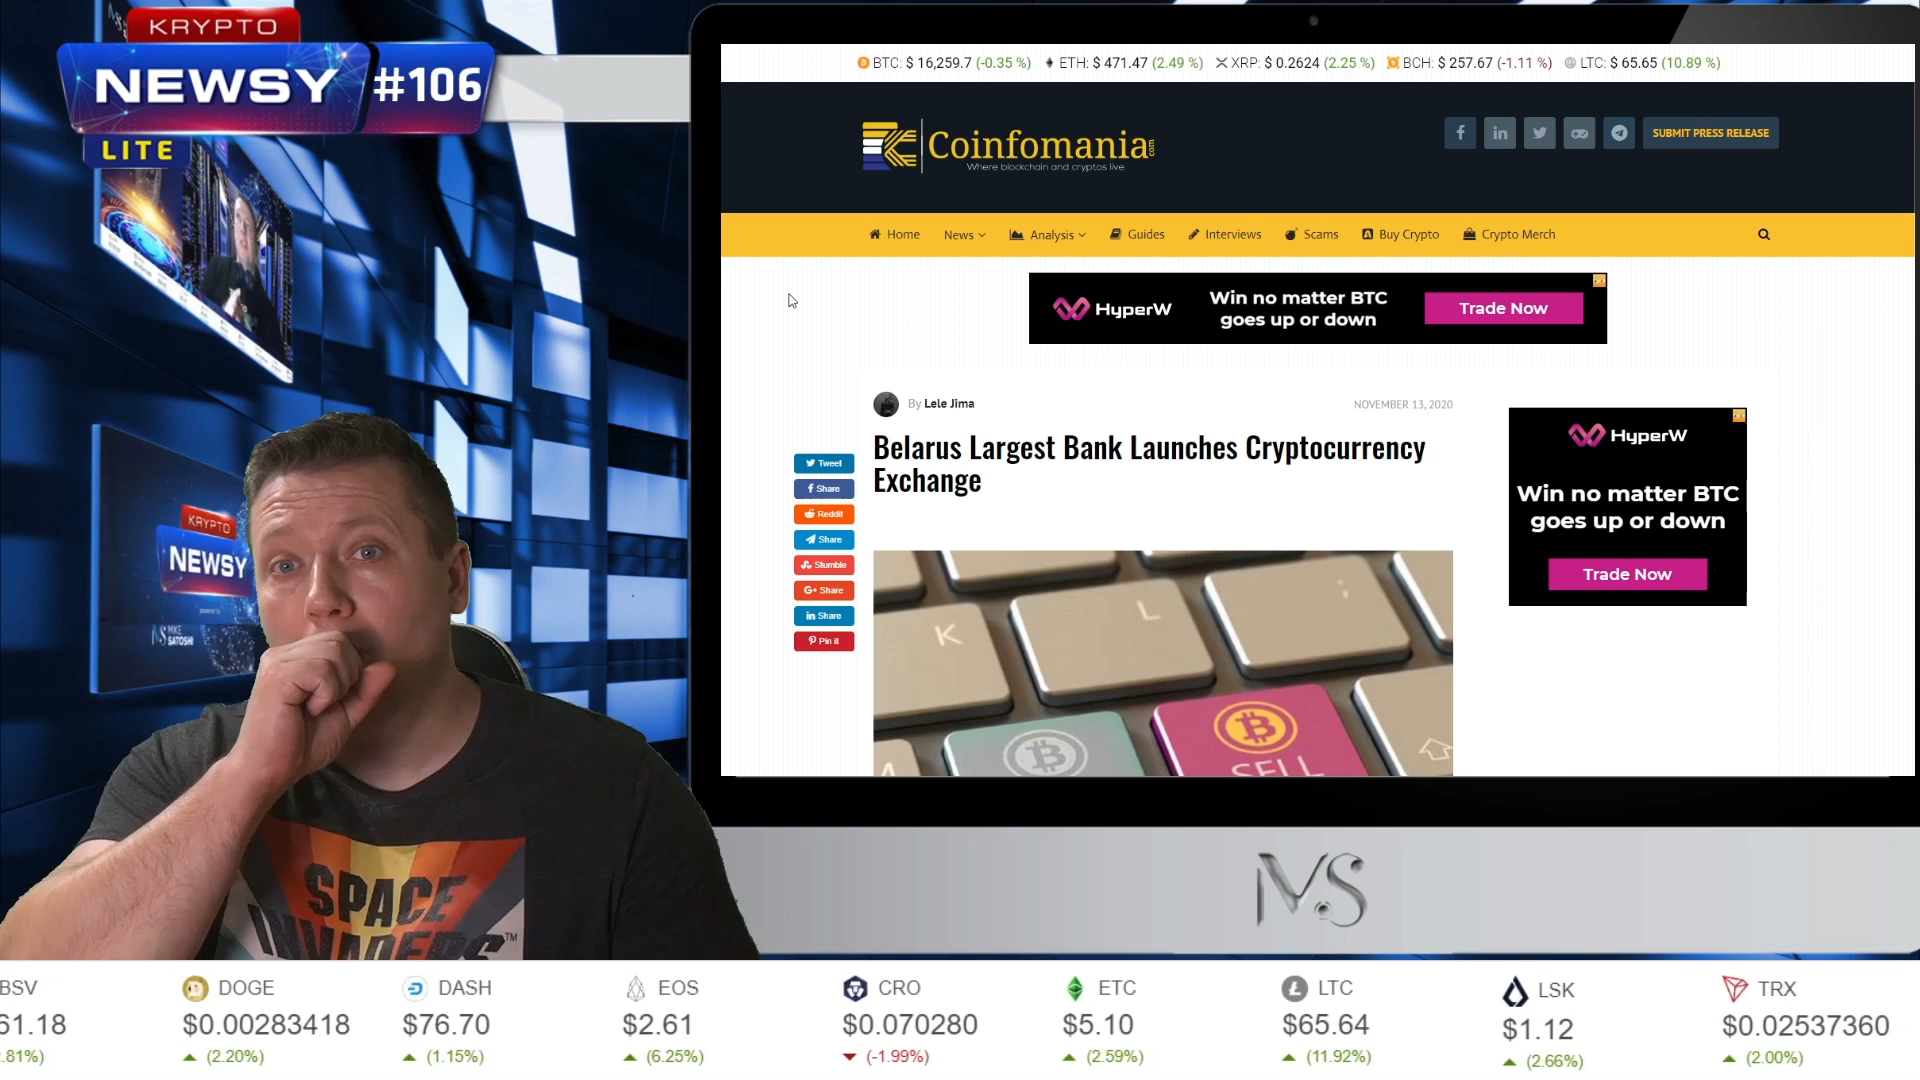 KRYPTO
NEWSY #106
LITE
KRYPTO
NEWSY
MIKE
SATOSHI
SPACE
INVADERS™
BTC: $ 16,259.7 (-0.35 %) ETH: $ 471.47 (2.49 %) XRP: $ 0.2624 (2.25 %) BCH: $ 257.67 (-1.11 %) LTC: $ 65.65 (10.89 %)
Coinfomania.com
Where blockchain and cryptos live
SUBMIT PRESS RELEASE
Home News Analysis Guides Interviews Scams Buy Crypto Crypto Merch
HyperW
Win no matter BTC
goes up or down
Trade Now
By Lele Jima
NOVEMBER 13, 2020
Belarus Largest Bank Launches Cryptocurrency
Exchange
Tweet
Share
Reddit
Share
Stumble
G+ Share
in Share
Pin it
HyperW
Win no matter BTC
goes up or down
Trade Now
K
L
;
SELL
MS
BSV DOGE DASH EOS CRO ETC LTC LSK TRX
61.18 $0.00283418 $76.70 $2.61 $0.070280 $5.10 $65.64 $1.12 $0.02537360
.81%) (2.20%) (1.15%) (6.25%) (-1.99%) (2.59%) (11.92%) (2.66%) (2.00%)